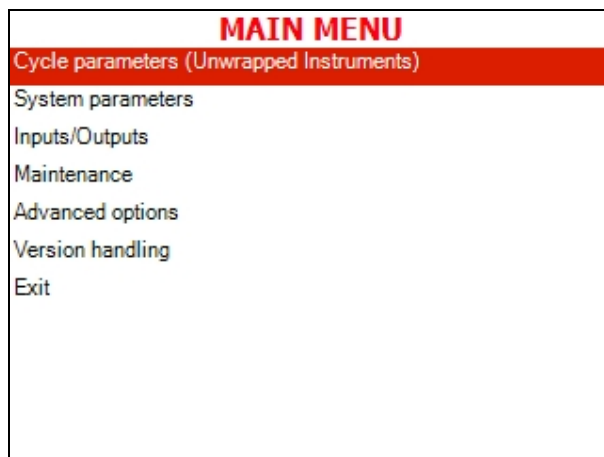 MAIN MENU
Cycle parameters (Unwrapped Instruments)
System parameters
Inputs/Outputs
Maintenance
Advanced options
Version handling
Exit